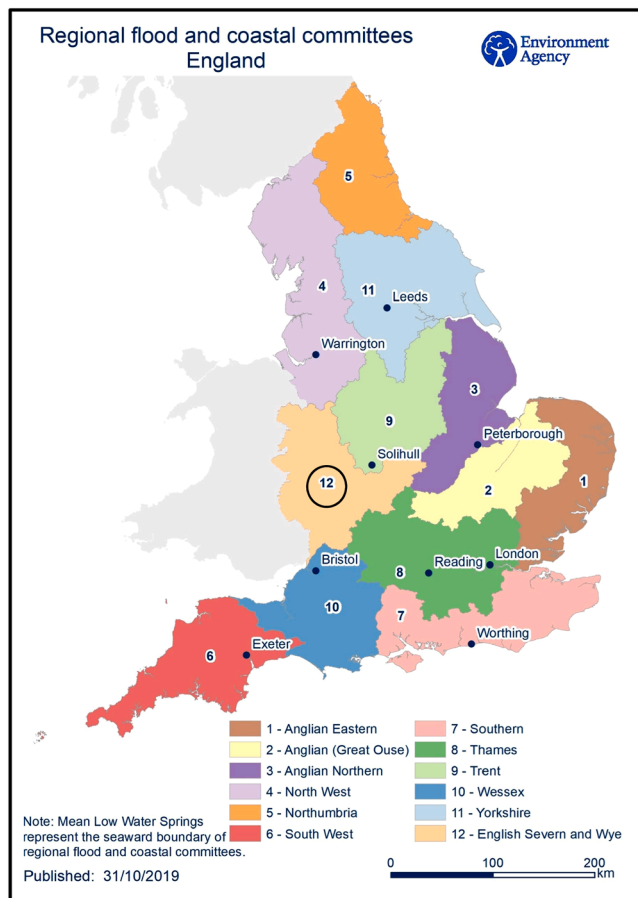 Regional flood and coastal committees
England
Environment
Agency
5
4
11
Leeds
Warrington
3
9
Peterborough
Solihull
12
2
1
Bristol
8
Reading
London
10
7
Worthing
6
Exeter
1 - Anglian Eastern
2 - Anglian (Great Ouse)
3 - Anglian Northern
4 - North West
5 - Northumbria
6 - South West
7 - Southern
8 - Thames
9 - Trent
10 - Wessex
11 - Yorkshire
12 - English Severn and Wye
Note: Mean Low Water Springs
represent the seaward boundary of
regional flood and coastal committees.
Published: 31/10/2019
0 100 200
km